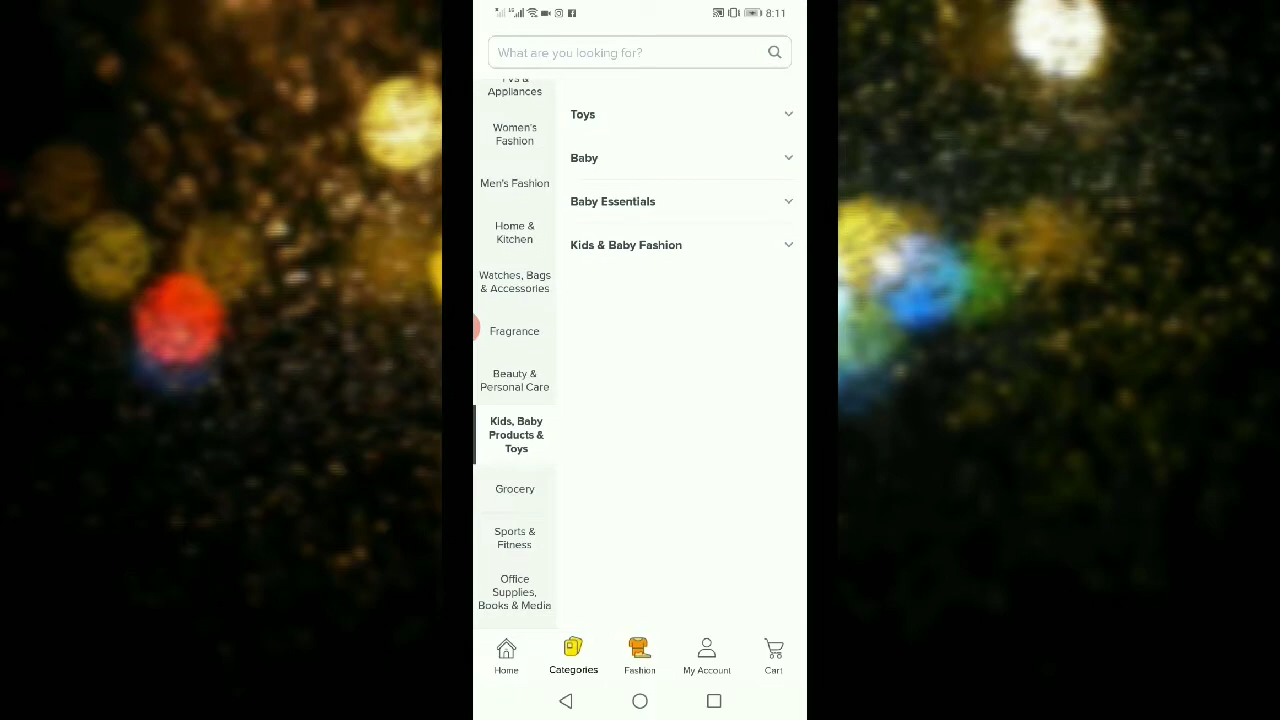 8:11
What are you looking for?
TVs &
Appliances
Women's
Fashion
Men's Fashion
Home &
Kitchen
Watches, Bags
& Accessories
Fragrance
Beauty &
Personal Care
Kids, Baby
Products &
Toys
Grocery
Sports &
Fitness
Office
Supplies,
Books & Media
Toys
Baby
Baby Essentials
Kids & Baby Fashion
Home
Categories
Fashion
My Account
Cart